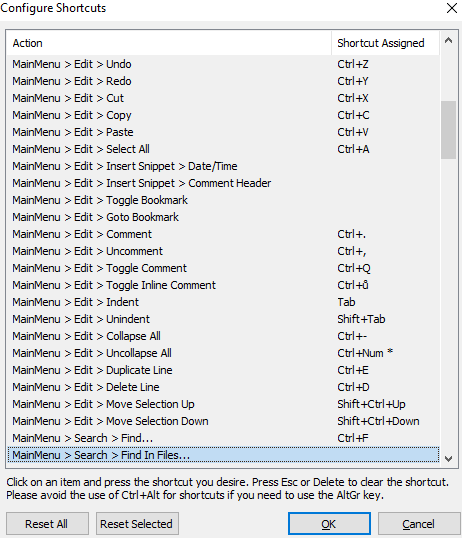 Configure Shortcuts
Action Shortcut Assigned
MainMenu > Edit > Undo Ctrl+Z
MainMenu > Edit > Redo Ctrl+Y
MainMenu > Edit > Cut Ctrl+X
MainMenu > Edit > Copy Ctrl+C
MainMenu > Edit > Paste Ctrl+V
MainMenu > Edit > Select All Ctrl+A
MainMenu > Edit > Insert Snippet > Date/Time
MainMenu > Edit > Insert Snippet > Comment Header
MainMenu > Edit > Toggle Bookmark
MainMenu > Edit > Goto Bookmark
MainMenu > Edit > Comment Ctrl+.
MainMenu > Edit > Uncomment Ctrl+,
MainMenu > Edit > Toggle Comment Ctrl+Q
MainMenu > Edit > Toggle Inline Comment Ctrl+ů
MainMenu > Edit > Indent Tab
MainMenu > Edit > Unindent Shift+Tab
MainMenu > Edit > Collapse All Ctrl+-
MainMenu > Edit > Uncollapse All Ctrl+Num *
MainMenu > Edit > Duplicate Line Ctrl+E
MainMenu > Edit > Delete Line Ctrl+D
MainMenu > Edit > Move Selection Up Shift+Ctrl+Up
MainMenu > Edit > Move Selection Down Shift+Ctrl+Down
MainMenu > Search > Find... Ctrl+F
MainMenu > Search > Find In Files...
Click on an item and press the shortcut you desire. Press Esc or Delete to clear the shortcut.
Please avoid the use of Ctrl+Alt for shortcuts if you need to use the AltGr key.
Reset All Reset Selected OK Cancel